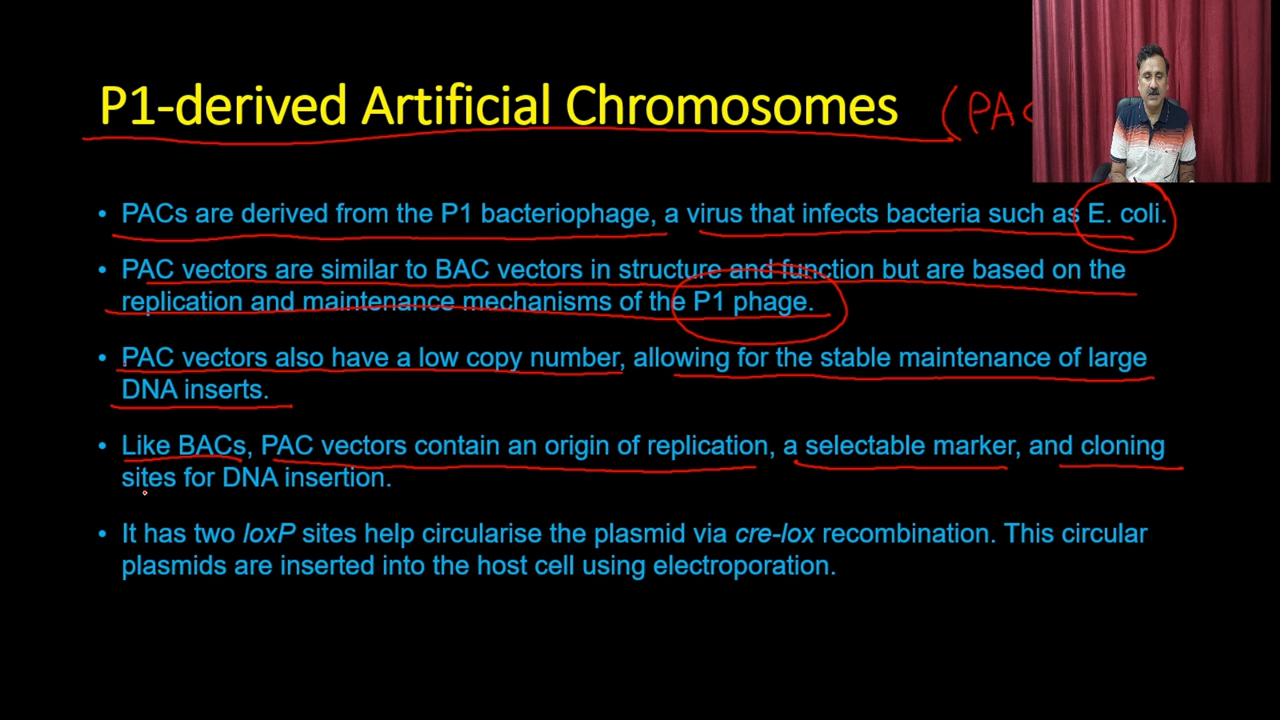 P1-derived Artificial Chromosomes (PAC
• PACs are derived from the P1 bacteriophage, a virus that infects bacteria such as E. coli.
• PAC vectors are similar to BAC vectors in structure and function but are based on the
replication and maintenance mechanisms of the P1 phage.
• PAC vectors also have a low copy number, allowing for the stable maintenance of large
DNA inserts.
• Like BACs, PAC vectors contain an origin of replication, a selectable marker, and cloning
sites for DNA insertion.
• It has two loxP sites help circularise the plasmid via cre-lox recombination. This circular
plasmids are inserted into the host cell using electroporation.